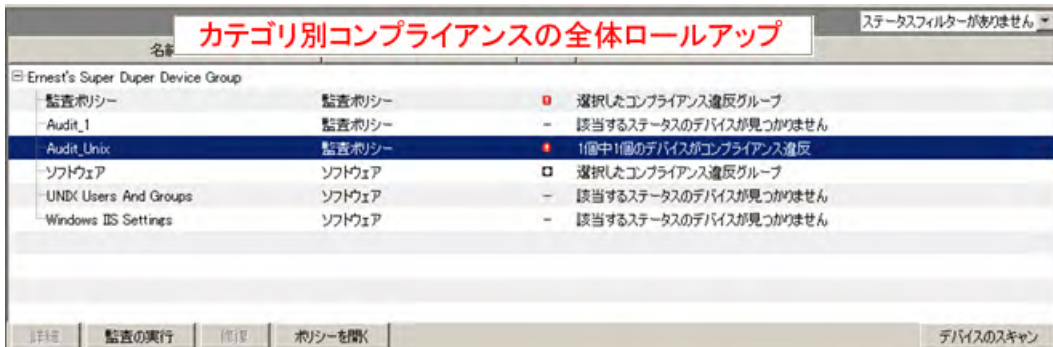 ステータスフィルターがありません
カテゴリ別コンプライアンスの全体ロールアップ
名前
Ernest's Super Duper Device Group
監査ポリシー 監査ポリシー 選択したコンプライアンス違反グループ
Audit_1 監査ポリシー - 該当するステータスのデバイスが見つかりません
Audit_Unix 監査ポリシー 1個中1個のデバイスがコンプライアンス違反
ソフトウェア ソフトウェア 選択したコンプライアンス違反グループ
UNIX Users And Groups ソフトウェア - 該当するステータスのデバイスが見つかりません
Windows IIS Settings ソフトウェア - 該当するステータスのデバイスが見つかりません
詳細 監査の実行 修復 ポリシーを開く デバイスのスキャン